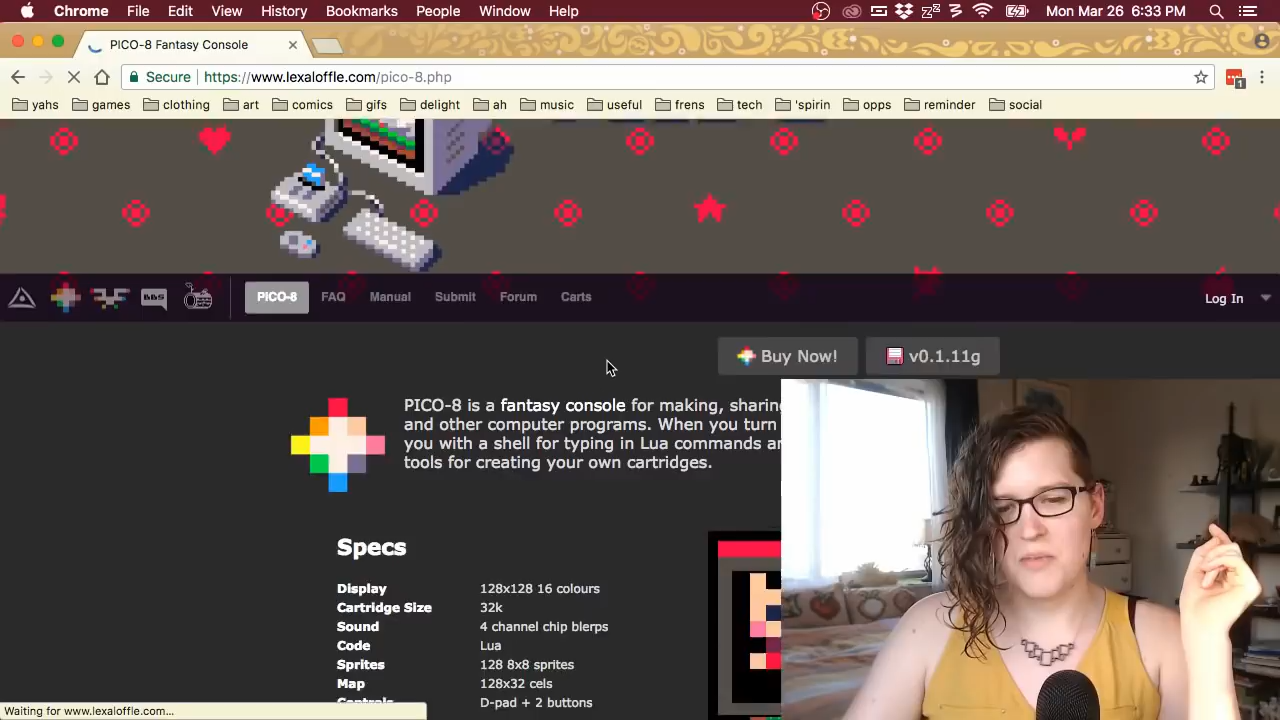 Chrome File Edit View History Bookmarks People Window Help Mon Mar 26 6:33 PM
PICO-8 Fantasy Console
Secure https://www.lexaloffle.com/pico-8.php 1
yahs games clothing art comics gifs delight ah music useful frens tech 'spirin opps reminder social
BBS PICO-8 FAQ Manual Submit Forum Carts Log In
Buy Now! v0.1.11g
PICO-8 is a fantasy console for making, sharing
and other computer programs. When you turn
you with a shell for typing in Lua commands
tools for creating your own cartridges.
Specs
Display 128x128 16 colours
Cartridge Size 32k
Sound 4 channel chip blerps
Code Lua
Sprites 128 8x8 sprites
Map 128x32 cels
Controls D-pad + 2 buttons
Waiting for www.lexaloffle.com...